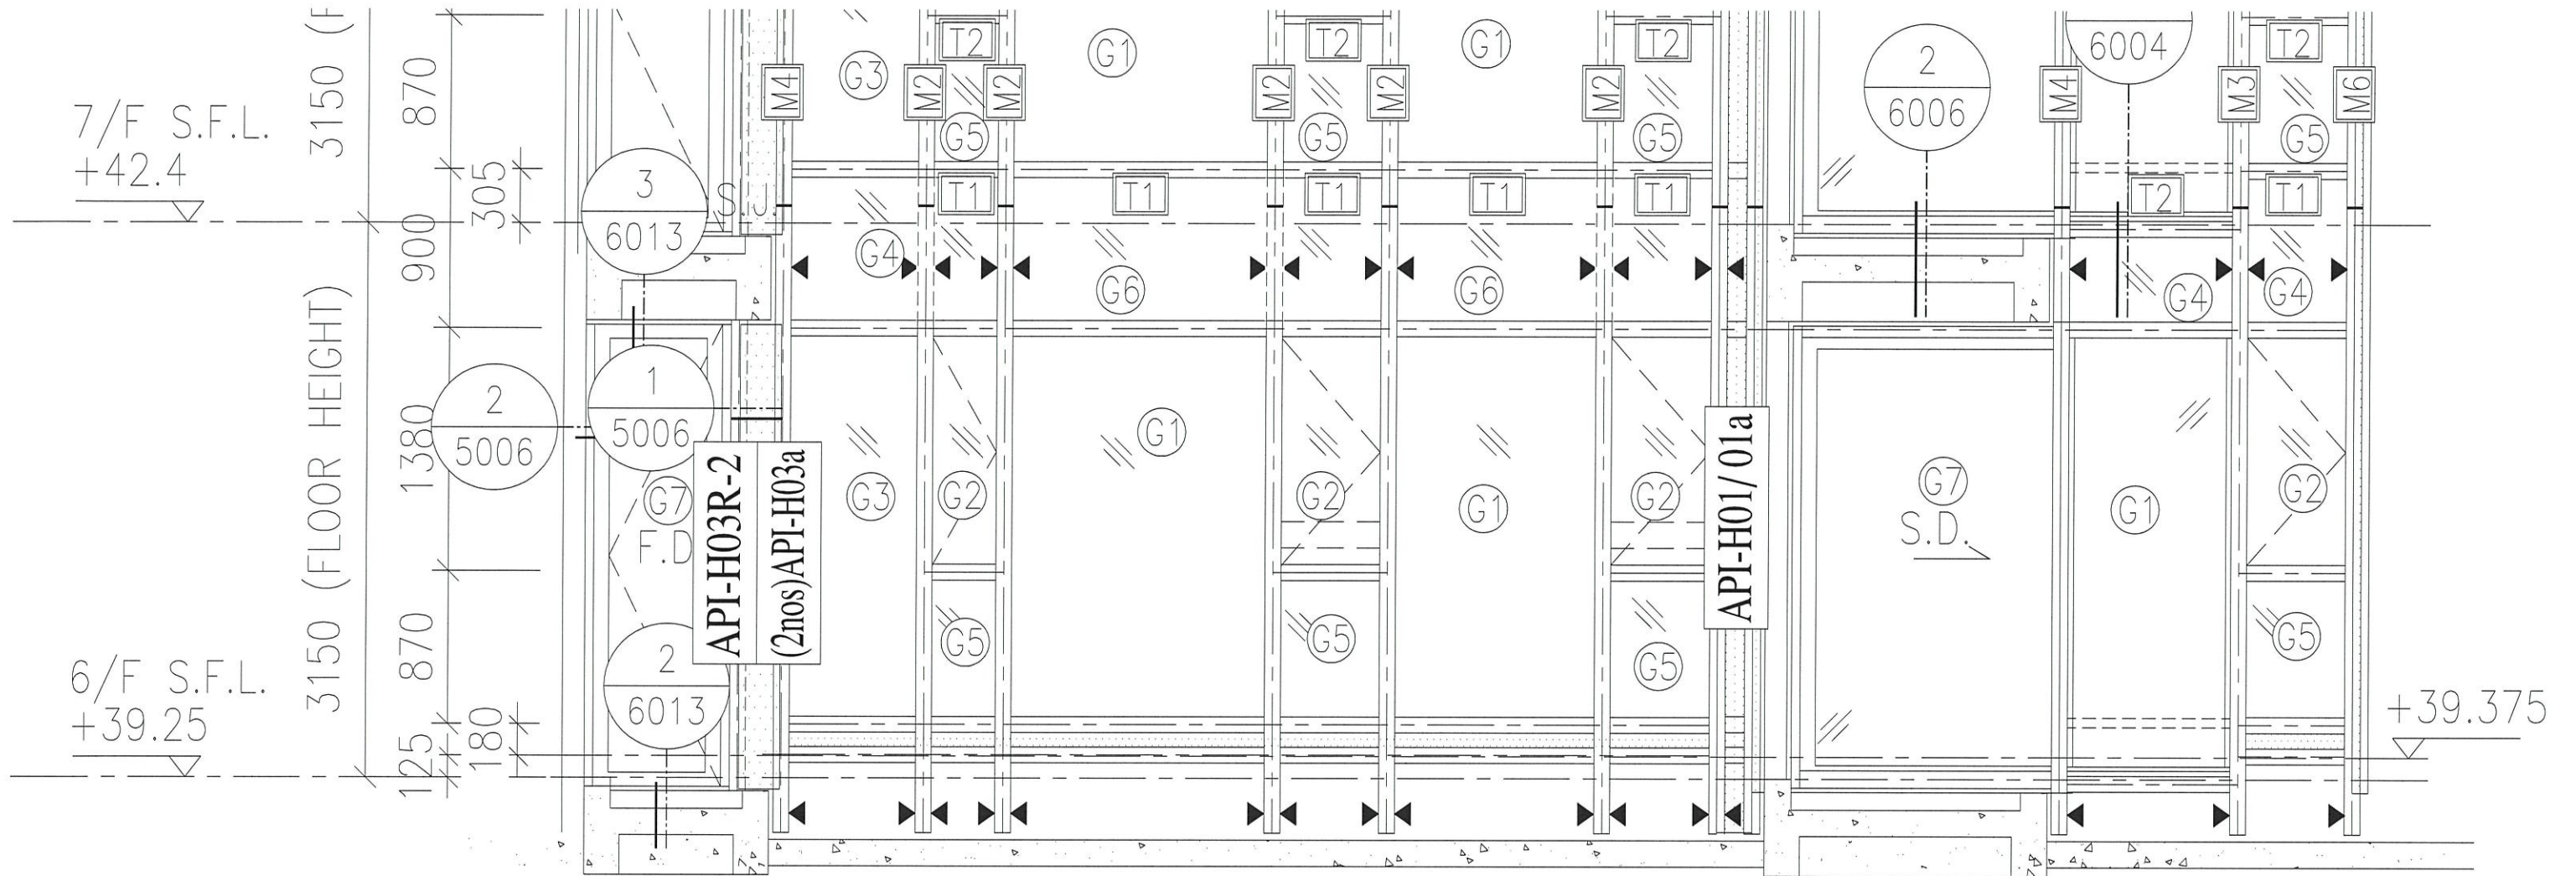 3150 (F
870
7/F S.F.L.
+42.4
305
900
3150 (FLOOR HEIGHT)
1380
870
6/F S.F.L.
+39.25
125
180
3
6013
S.J.
2
5006
1
5006
G7
F.D
2
6013
API-H03R-2
(2nos)API-H03a
T2
G1
T2
G1
T2
2
6006
6004
T2
G3
M4
M2
M2
M2
M2
M2
M4
M3
M6
G5
G5
G5
G5
T1
T1
T1
T1
T1
T2
T1
G4
G6
G6
G4
G4
G1
API-H01/ 01a
G3
G2
G2
G1
G2
G7
S.D.
G1
G2
G5
G5
G5
G5
+39.375